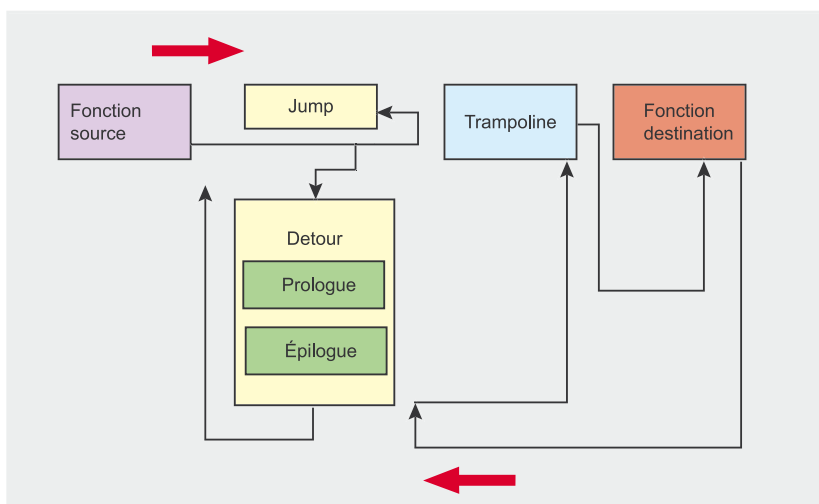 Fonction
source
Jump
Trampoline
Fonction
destination
Detour
Prologue
Épilogue